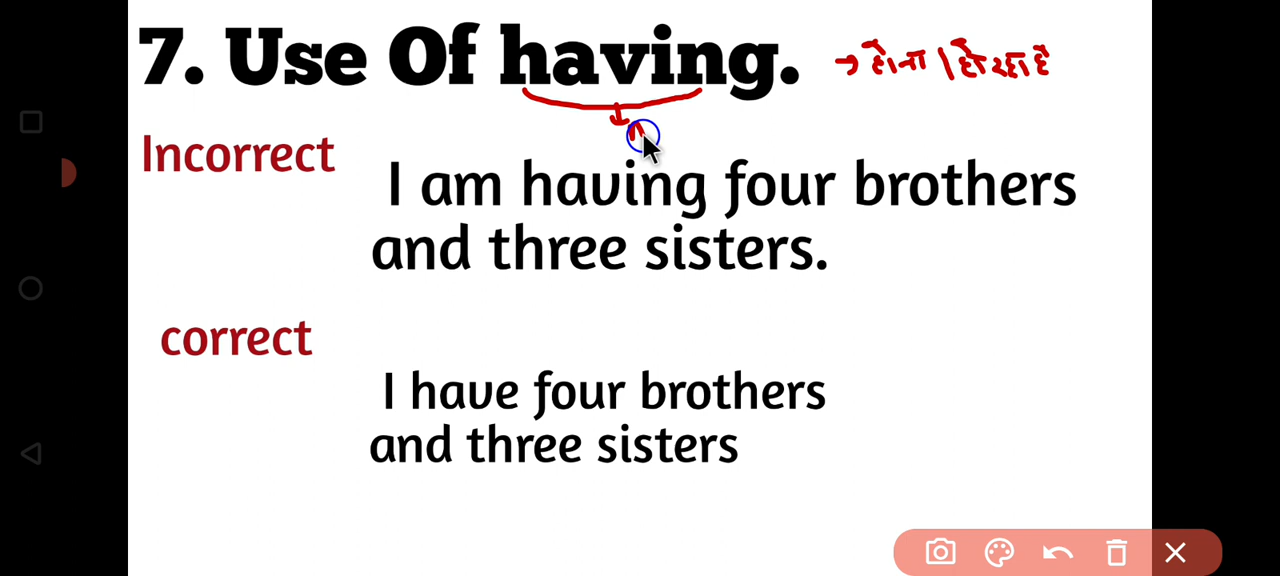 7. Use Of having.
Incorrect
I am having four brothers
and three sisters.
correct
I have four brothers
and three sisters